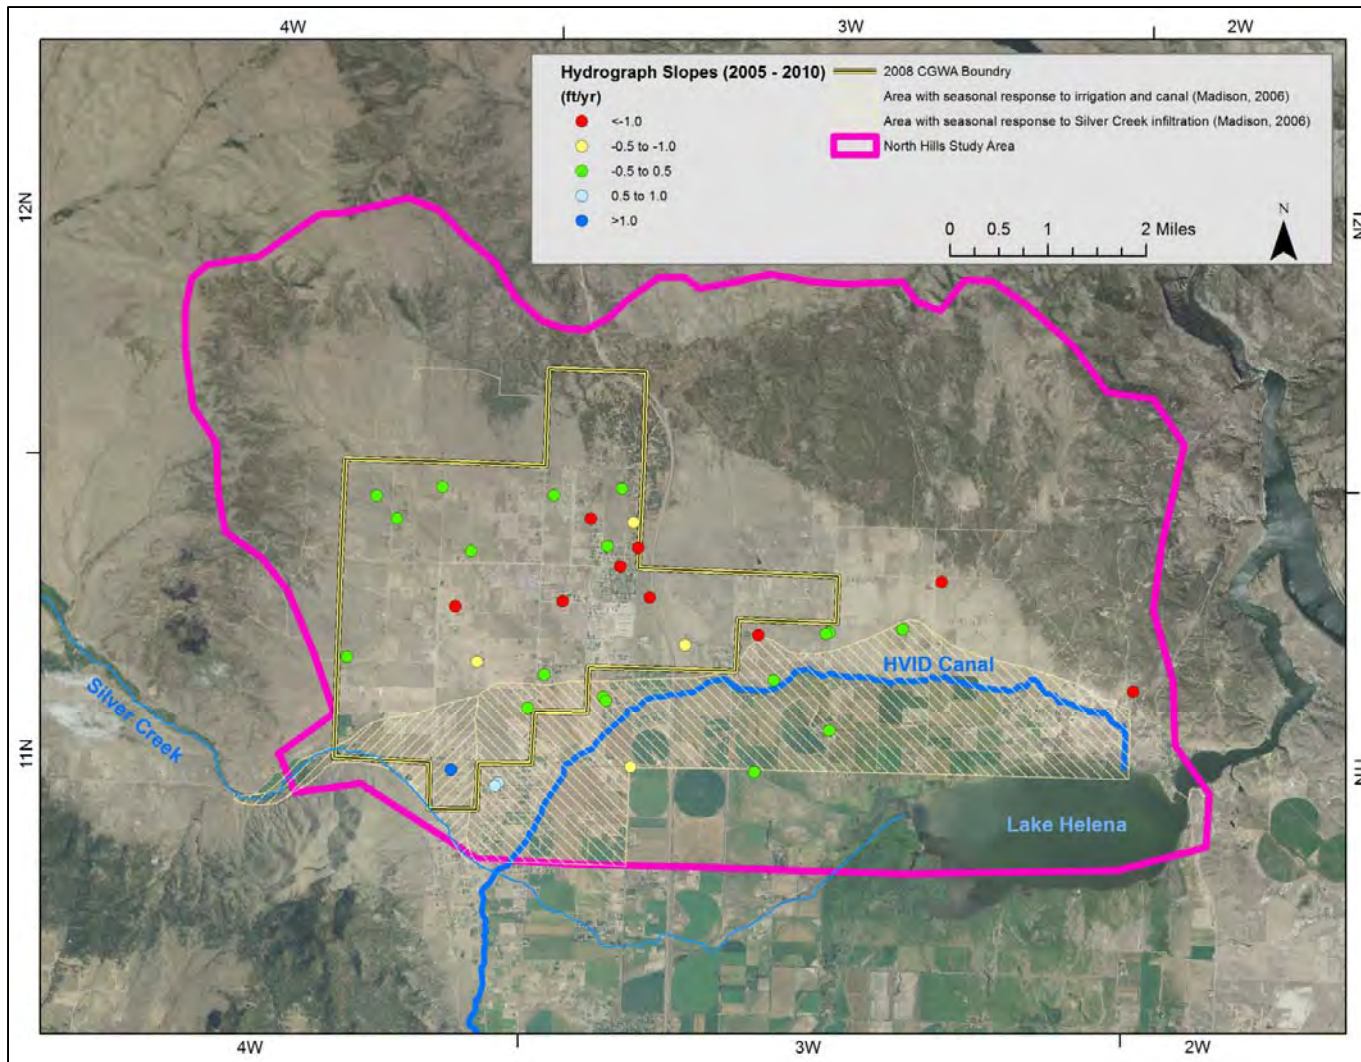 4W 3W 2W
Hydrograph Slopes (2005 - 2010)
(ft/yr)
<-1.0
-0.5 to -1.0
-0.5 to 0.5
0.5 to 1.0
>1.0
2008 CGWA Boundry
Area with seasonal response to irrigation and canal (Madison, 2006)
Area with seasonal response to Silver Creek infiltration (Madison, 2006)
North Hills Study Area
0 0.5 1 2 Miles
N
12N
12N
HVID Canal
Silver Creek
11N
11N
Lake Helena
4W 3W 2W